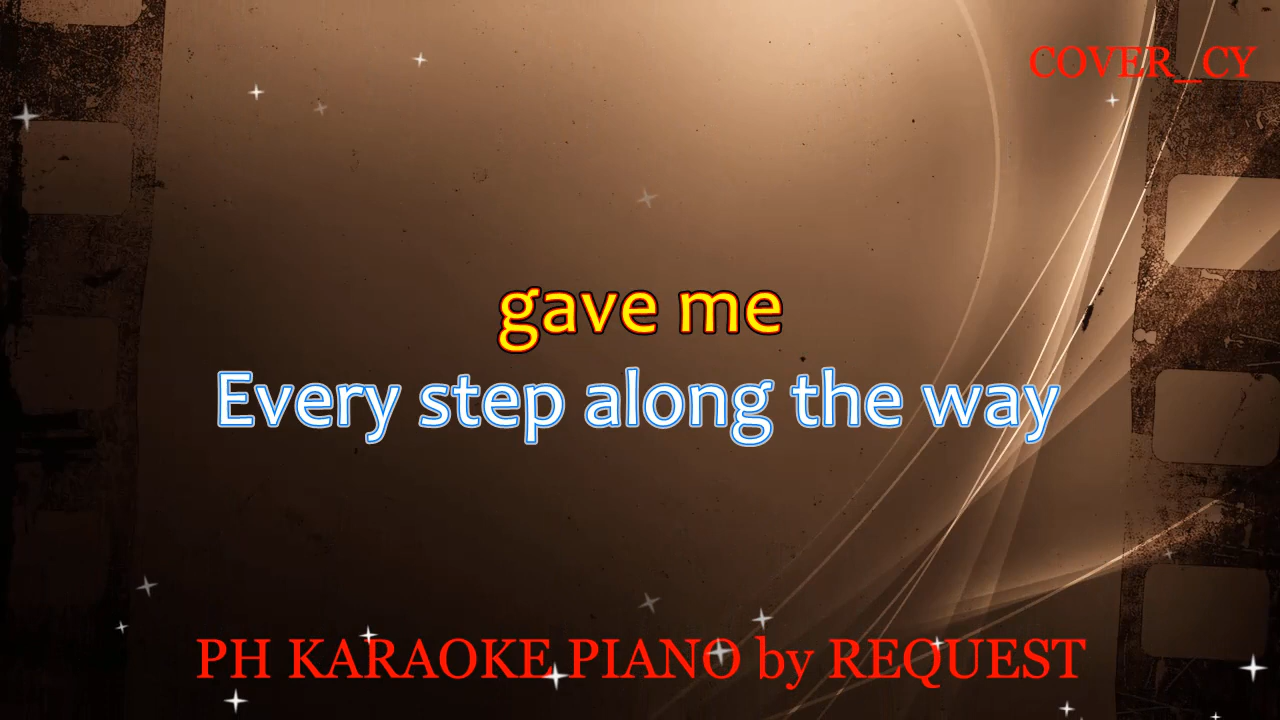 COVER_CY
gave me
Every step along the way
PH KARAOKE PIANO by REQUEST